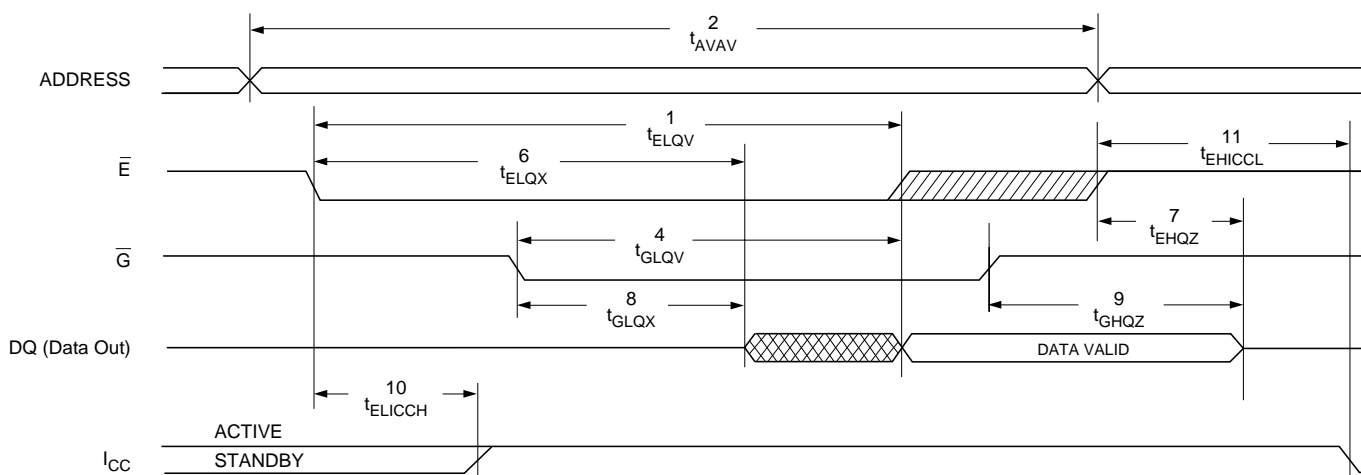 2
tAVAV
ADDRESS
1
tELQV
11
tEHICCL
6
tELQX
E
7
tEHQZ
4
tGLQV
G
8
tGLQX
9
tGHQZ
DQ (Data Out)
DATA VALID
10
tELICCH
ACTIVE
ICC
STANDBY